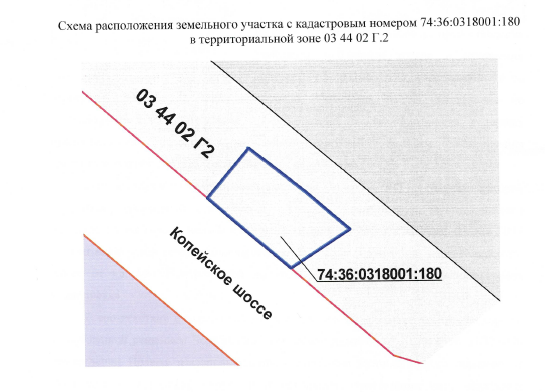 Схема расположения земельного участка с кадастровым номером 74:36:0318001:180
в территориальной зоне 03 44 02 Г.2
03 44 02 Г2
Копейское шоссе
74:36:0318001:180